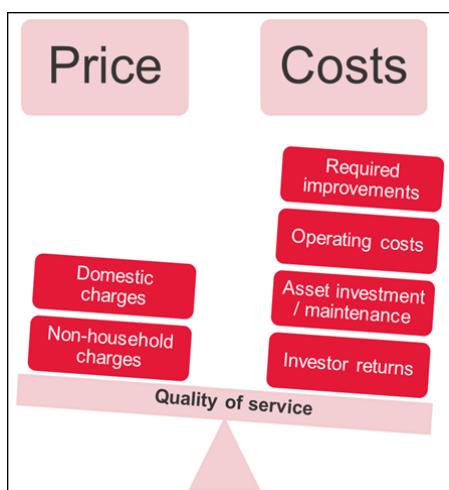 Price
Costs
Required
improvements
Operating costs
Domestic
charges
Asset investment
/ maintenance
Non-household
charges
Investor returns
Quality of service